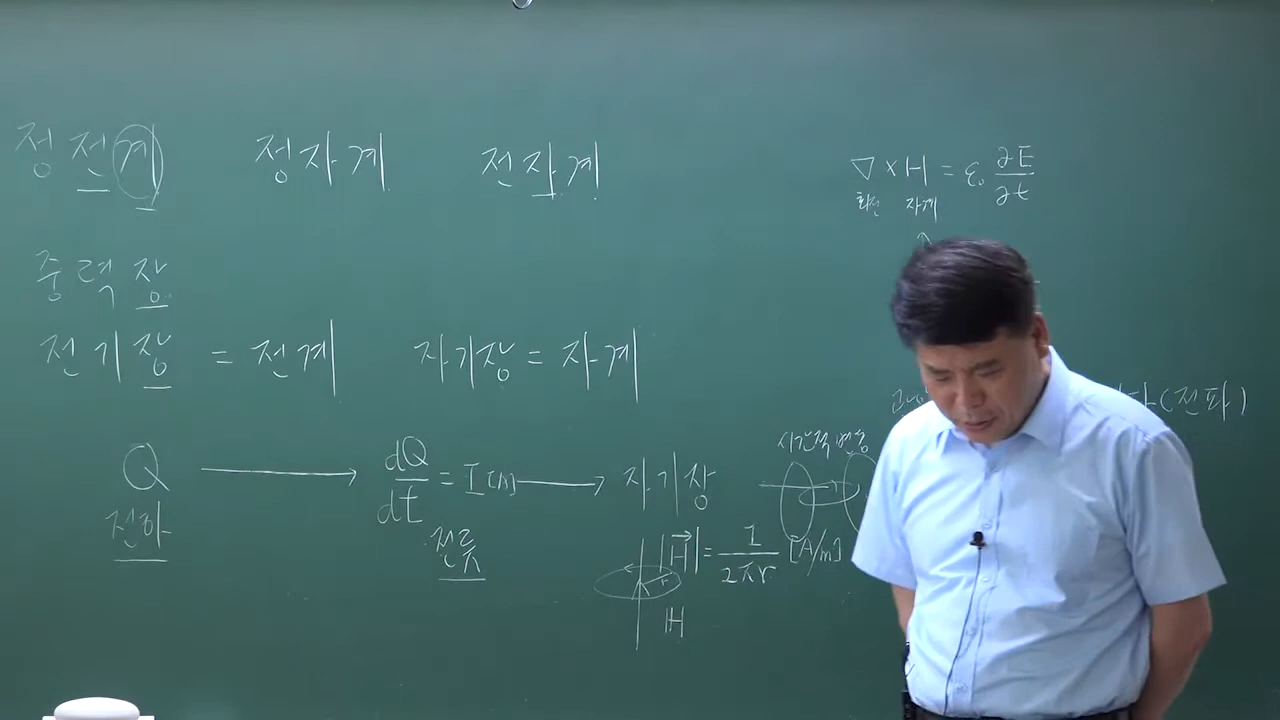 정전계 정자계 전자계
∇×H = ε₀ ∂E/∂t
회전 자계
중력장
전기장 = 전계 자기장 = 자계
(전파)
Q → dQ/dt = I [A] → 자기장
시간적 변동
전하 전류
|H⃗| = I/2πr [A/m]
r
H